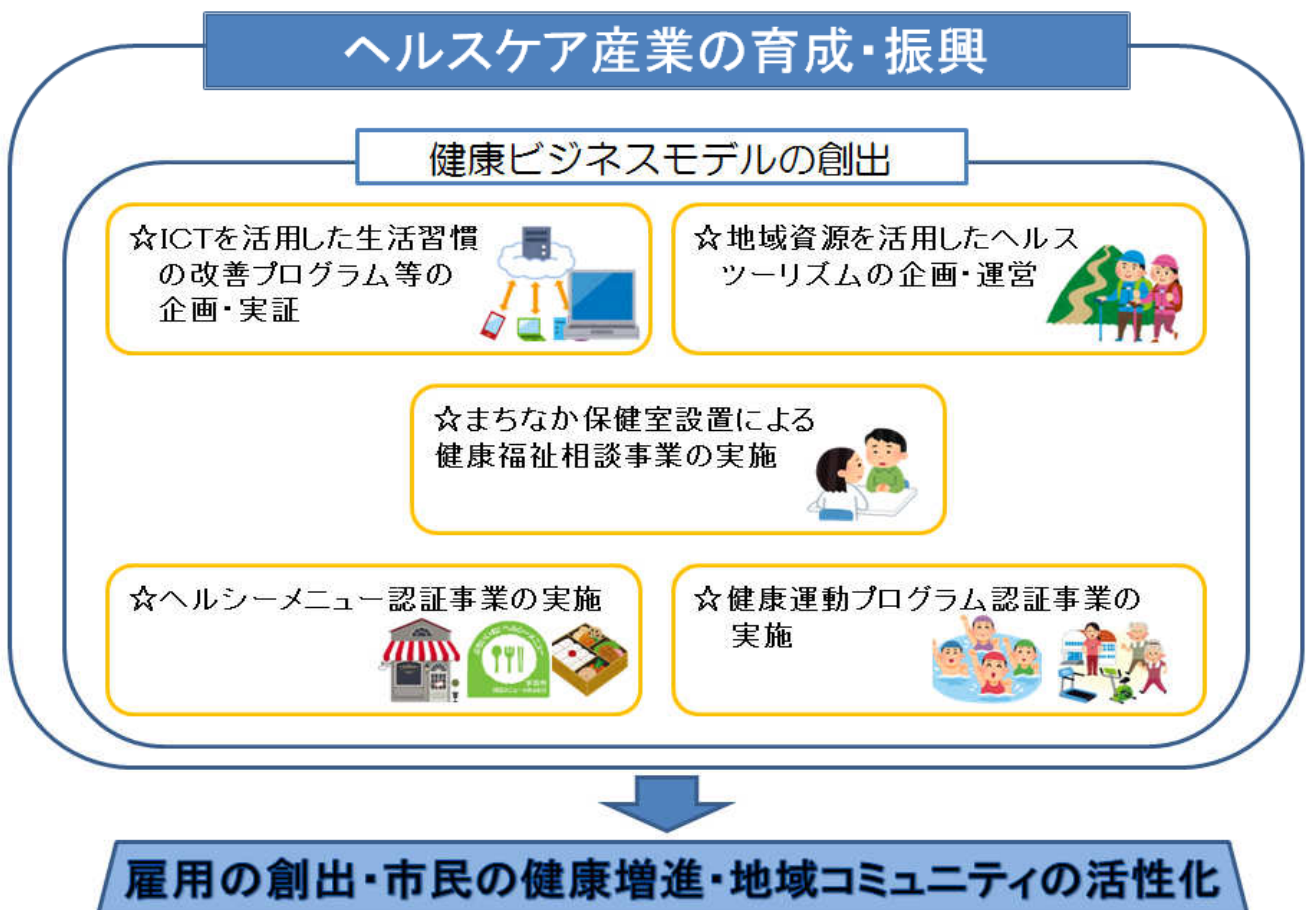 ヘルスケア産業の育成・振興
健康ビジネスモデルの創出
☆ICTを活用した生活習慣
の改善プログラム等の
企画・実証
☆地域資源を活用したヘルス
ツーリズムの企画・運営
☆まちなか保健室設置による
健康福祉相談事業の実施
☆ヘルシーメニュー認証事業の実施
☆健康運動プログラム認証事業の
実施
雇用の創出・市民の健康増進・地域コミュニティの活性化